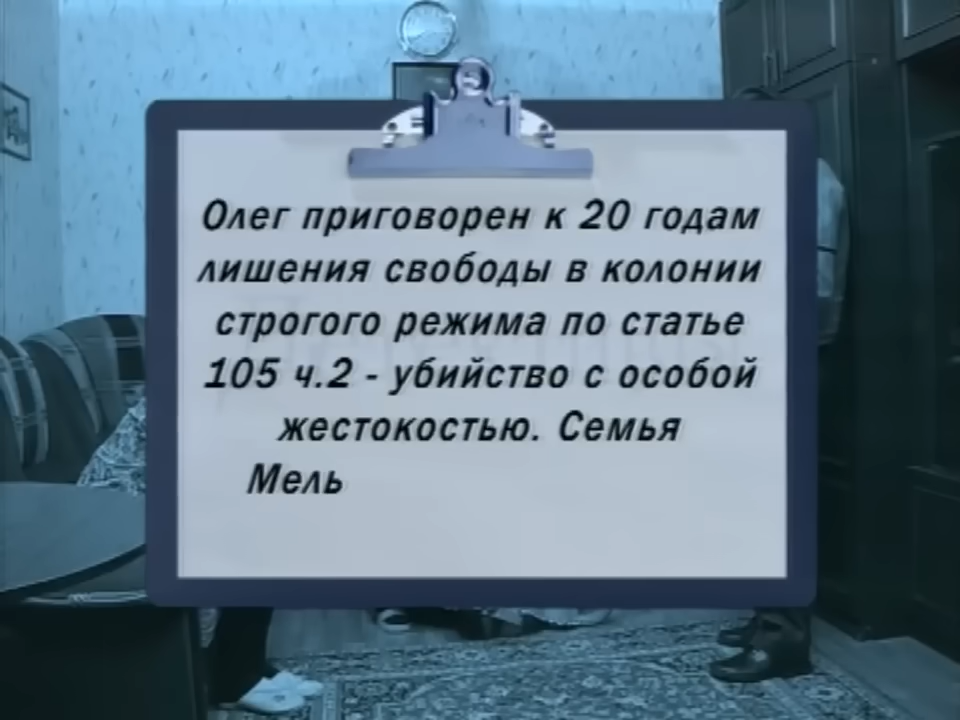 Олег приговорен к 20 годам
лишения свободы в колонии
строгого режима по статье
105 ч.2 - убийство с особой
жестокостью. Семья
Мель